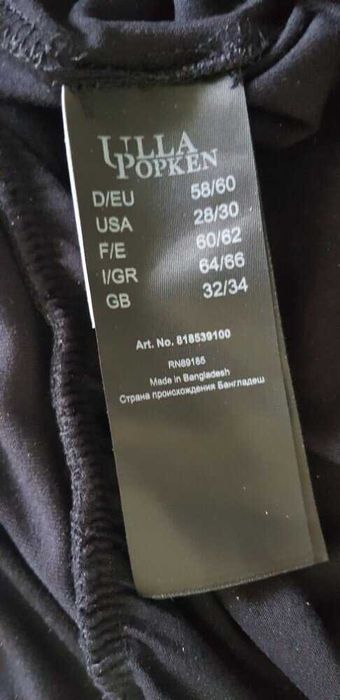 ULLA
POPKEN
D/EU 58/60
USA 28/30
F/E 60/62
I/GR 64/66
GB 32/34
Art. No. 818539100
RN89185
Made in Bangladesh
Страна происхождения Бангладеш